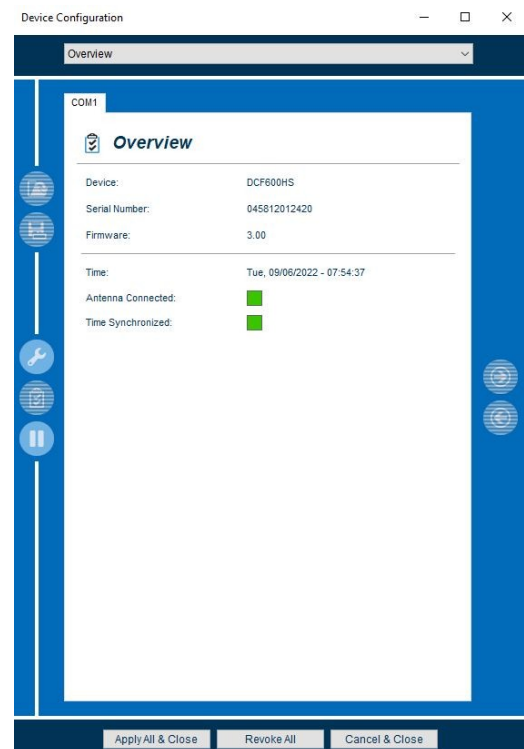 Device Configuration
Overview
COM1
Overview
Device: DCF600HS
Serial Number: 045812012420
Firmware: 3.00
Time: Tue, 09/06/2022 - 07:54:37
Antenna Connected:
Time Synchronized:
Apply All & Close Revoke All Cancel & Close